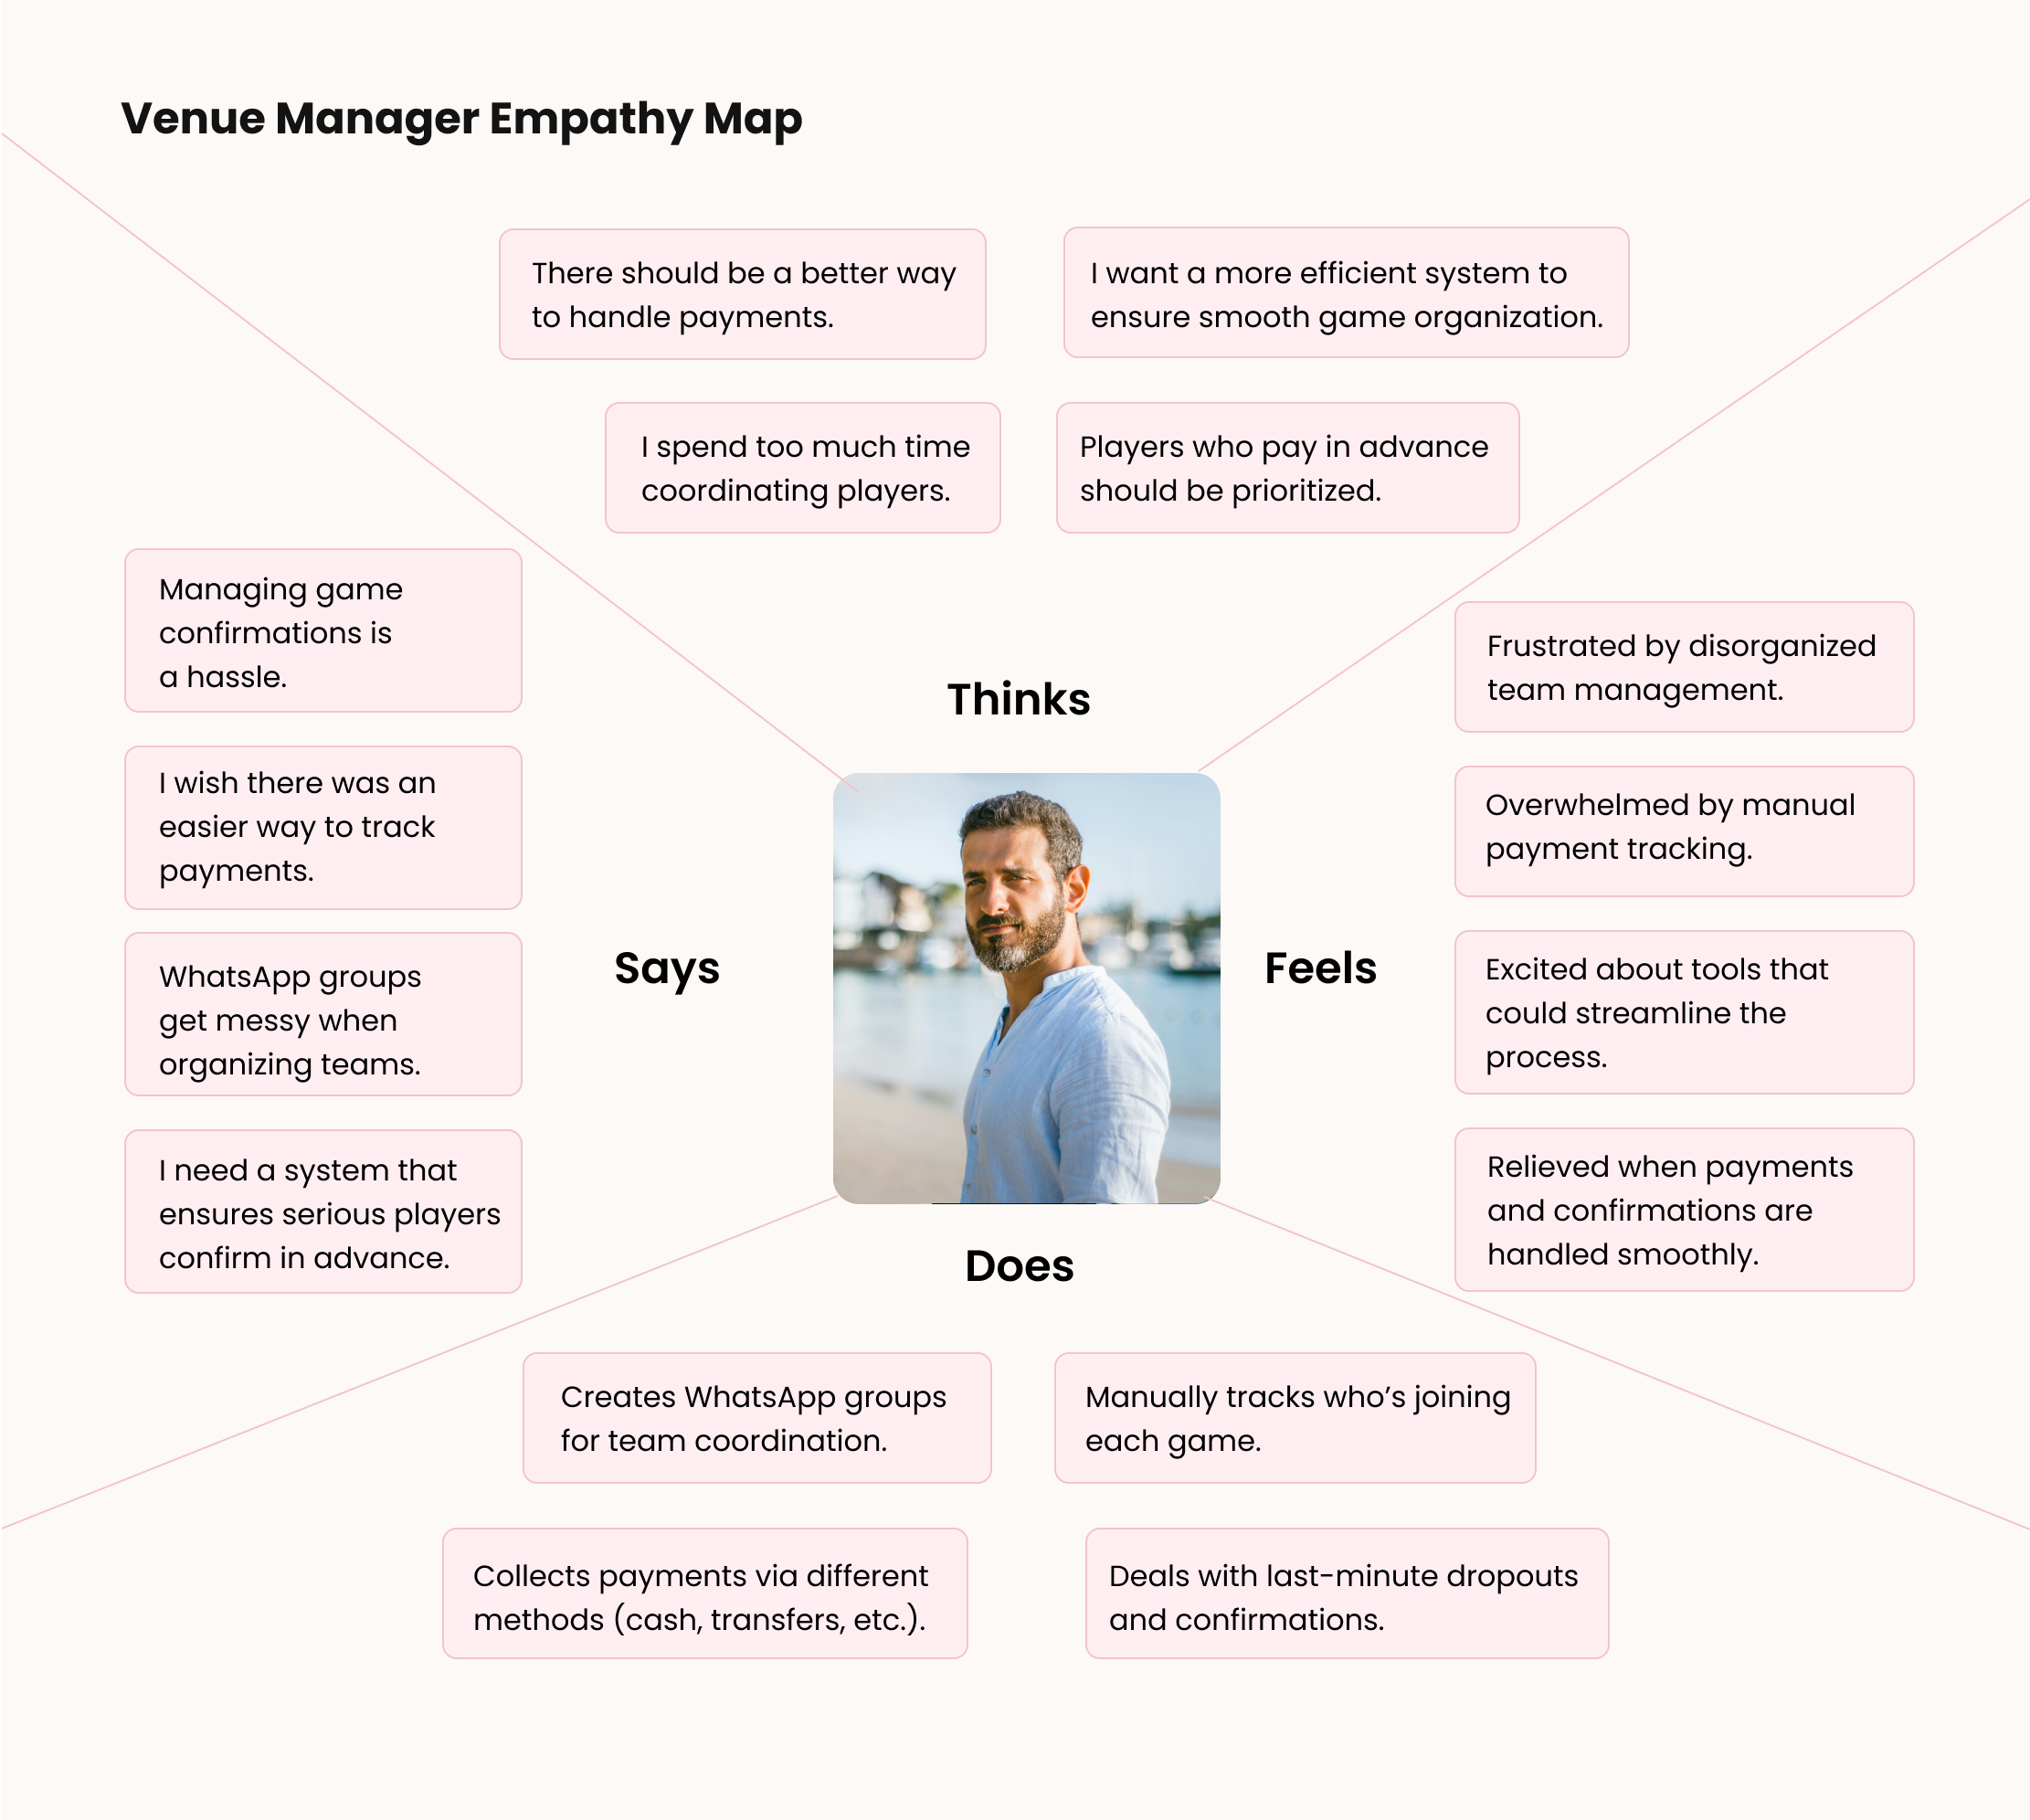 Venue Manager Empathy Map
There should be a better way
to handle payments.
I want a more efficient system to
ensure smooth game organization.
I spend too much time
coordinating players.
Players who pay in advance
should be prioritized.
Thinks
Managing game
confirmations is
a hassle.
I wish there was an
easier way to track
payments.
WhatsApp groups
get messy when
organizing teams.
I need a system that
ensures serious players
confirm in advance.
Says
Feels
Frustrated by disorganized
team management.
Overwhelmed by manual
payment tracking.
Excited about tools that
could streamline the
process.
Relieved when payments
and confirmations are
handled smoothly.
Does
Creates WhatsApp groups
for team coordination.
Manually tracks who’s joining
each game.
Collects payments via different
methods (cash, transfers, etc.).
Deals with last-minute dropouts
and confirmations.